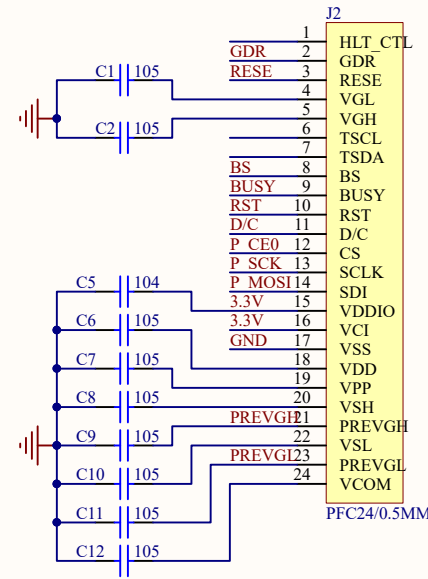 J2
1 HLT_CTL
GDR 2 GDR
C1 105 RESE 3 RESE
4 VGL
C2 105 5 VGH
6 TSCL
7 TSDA
BS 8 BS
BUSY 9 BUSY
RST 10 RST
D/C 11 D/C
P_CE0 12 CS
P_SCK 13 SCLK
C5 104 P_MOSI 14 SDI
3.3V 15 VDDIO
C6 105 3.3V 16 VCI
GND 17 VSS
C7 105 18 VDD
19 VPP
C8 105 20 VSH
PREVGH 21 PREVGH
C9 105 22 VSL
PREVGL 23 PREVGL
C10 105 24 VCOM
C11 105 PFC24/0.5MM
C12 105